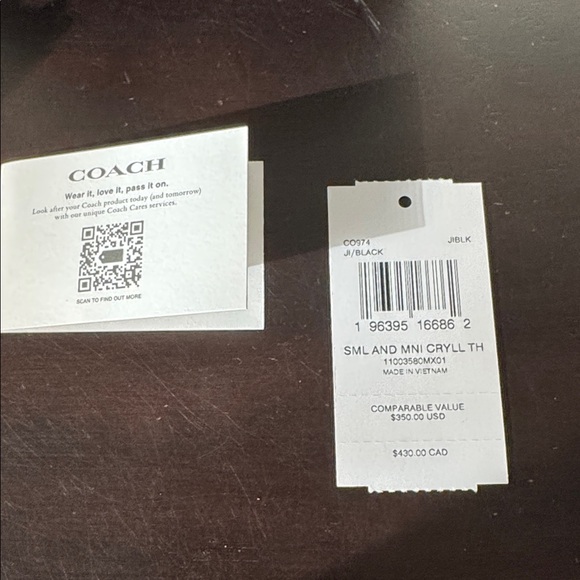 COACH
Wear it, love it, pass it on.
Look after your Coach product today (and tomorrow)
with our unique Coach Cares services.
SCAN TO FIND OUT MORE
CO974 JIBLK
JI/BLACK
1 96395 16686 2
SML AND MNI CRYLL TH
11003580MX01
MADE IN VIETNAM
COMPARABLE VALUE
$350.00 USD
$430.00 CAD